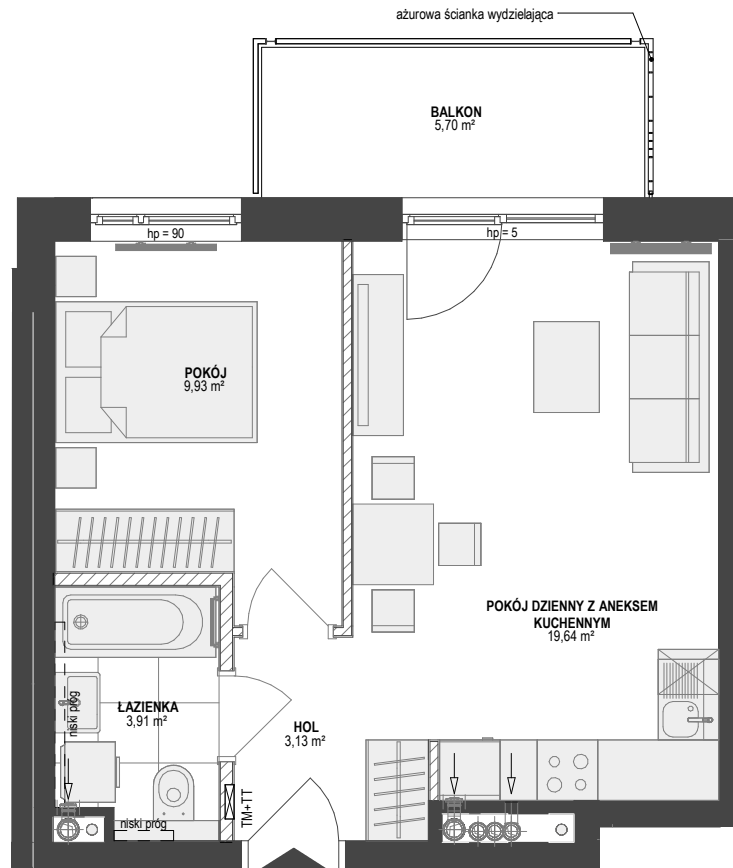 ażurowa ścianka wydzielająca
BALKON
5,70 m²
hp = 90
hp = 5
POKÓJ
9,93 m²
POKÓJ DZIENNY Z ANEKSEM
KUCHENNYM
19,64 m²
ŁAZIENKA
3,91 m²
niski próg
HOL
3,13 m²
TM+TT
niski próg